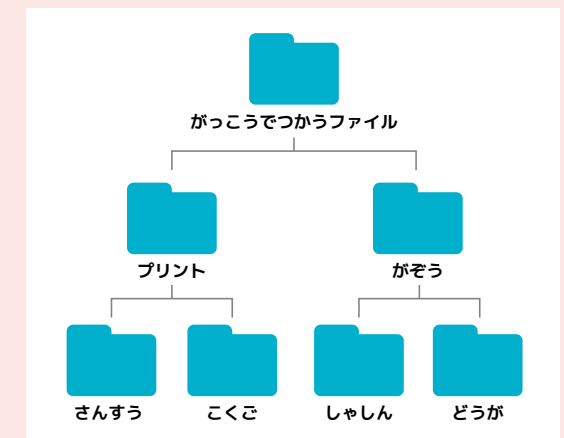 がっこうでつかうファイル
プリント
がぞう
さんすう
こくご
しゃしん
どうが